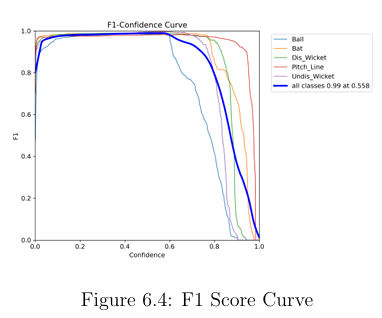 F1-Confidence Curve
1.0
0.8
0.6
0.4
0.2
0.0
F1
0.0 0.2 0.4 0.6 0.8 1.0
Confidence
Ball
Bat
Dis_Wicket
Pitch_Line
Undis_Wicket
all classes 0.99 at 0.558
Figure 6.4: F1 Score Curve